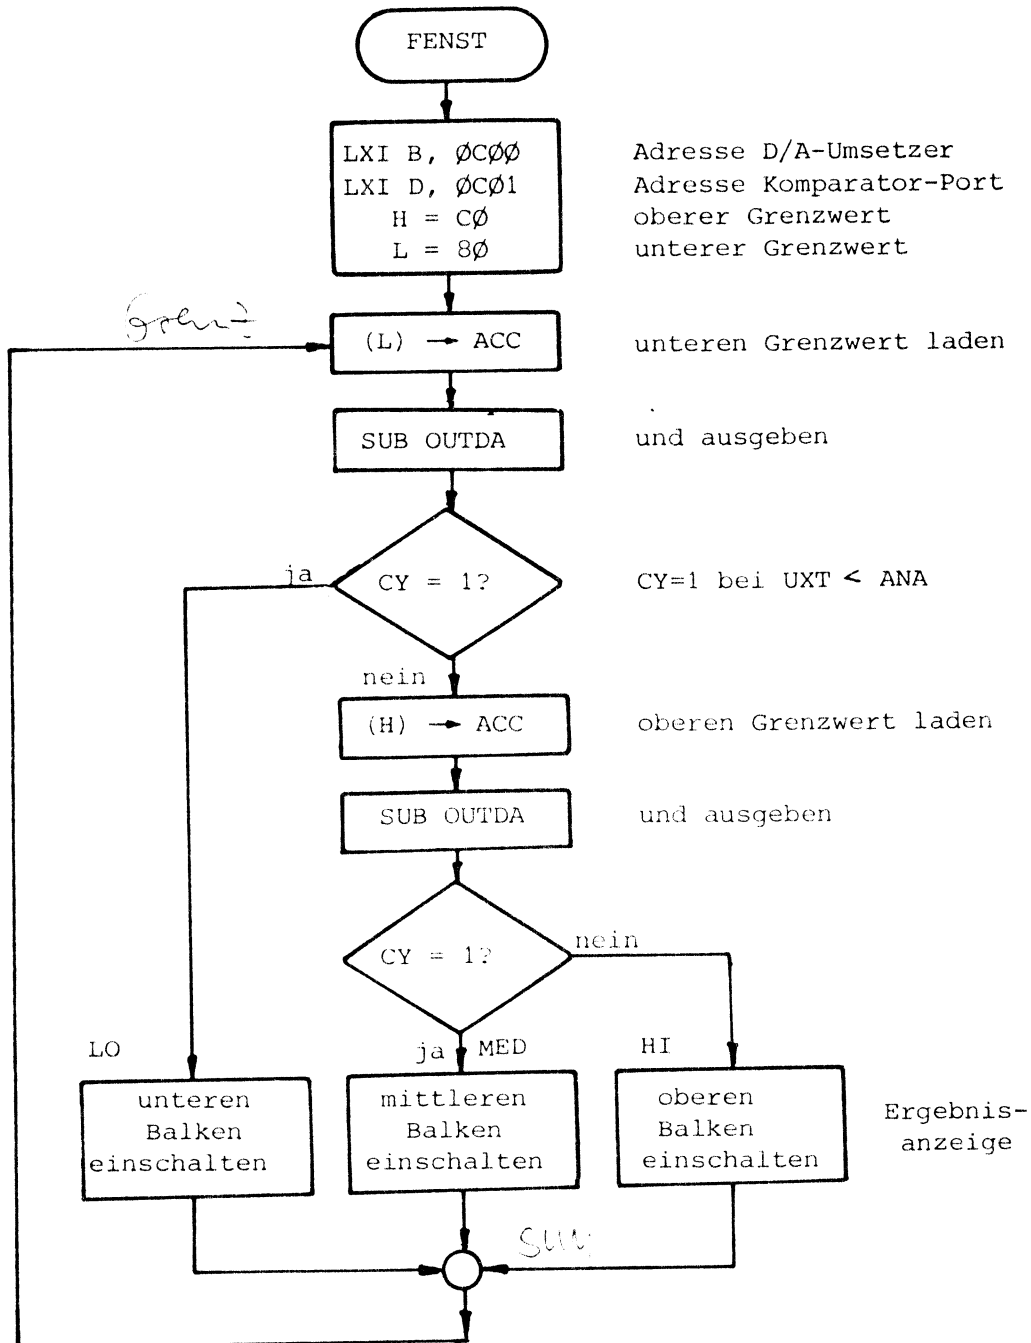 FENST
LXI B, ØCØØ
Adresse D/A-Umsetzer
LXI D, ØCØ1
Adresse Komparator-Port
H = CØ
oberer Grenzwert
L = 8Ø
unterer Grenzwert
(L) → ACC
unteren Grenzwert laden
SUB OUTDA
und ausgeben
ja
CY = 1?
CY=1 bei UXT < ANA
nein
(H) → ACC
oberen Grenzwert laden
SUB OUTDA
und ausgeben
CY = 1?
nein
LO
ja MED
HI
unteren
Balken
einschalten
mittleren
Balken
einschalten
oberen
Balken
einschalten
Ergebnis-
anzeige